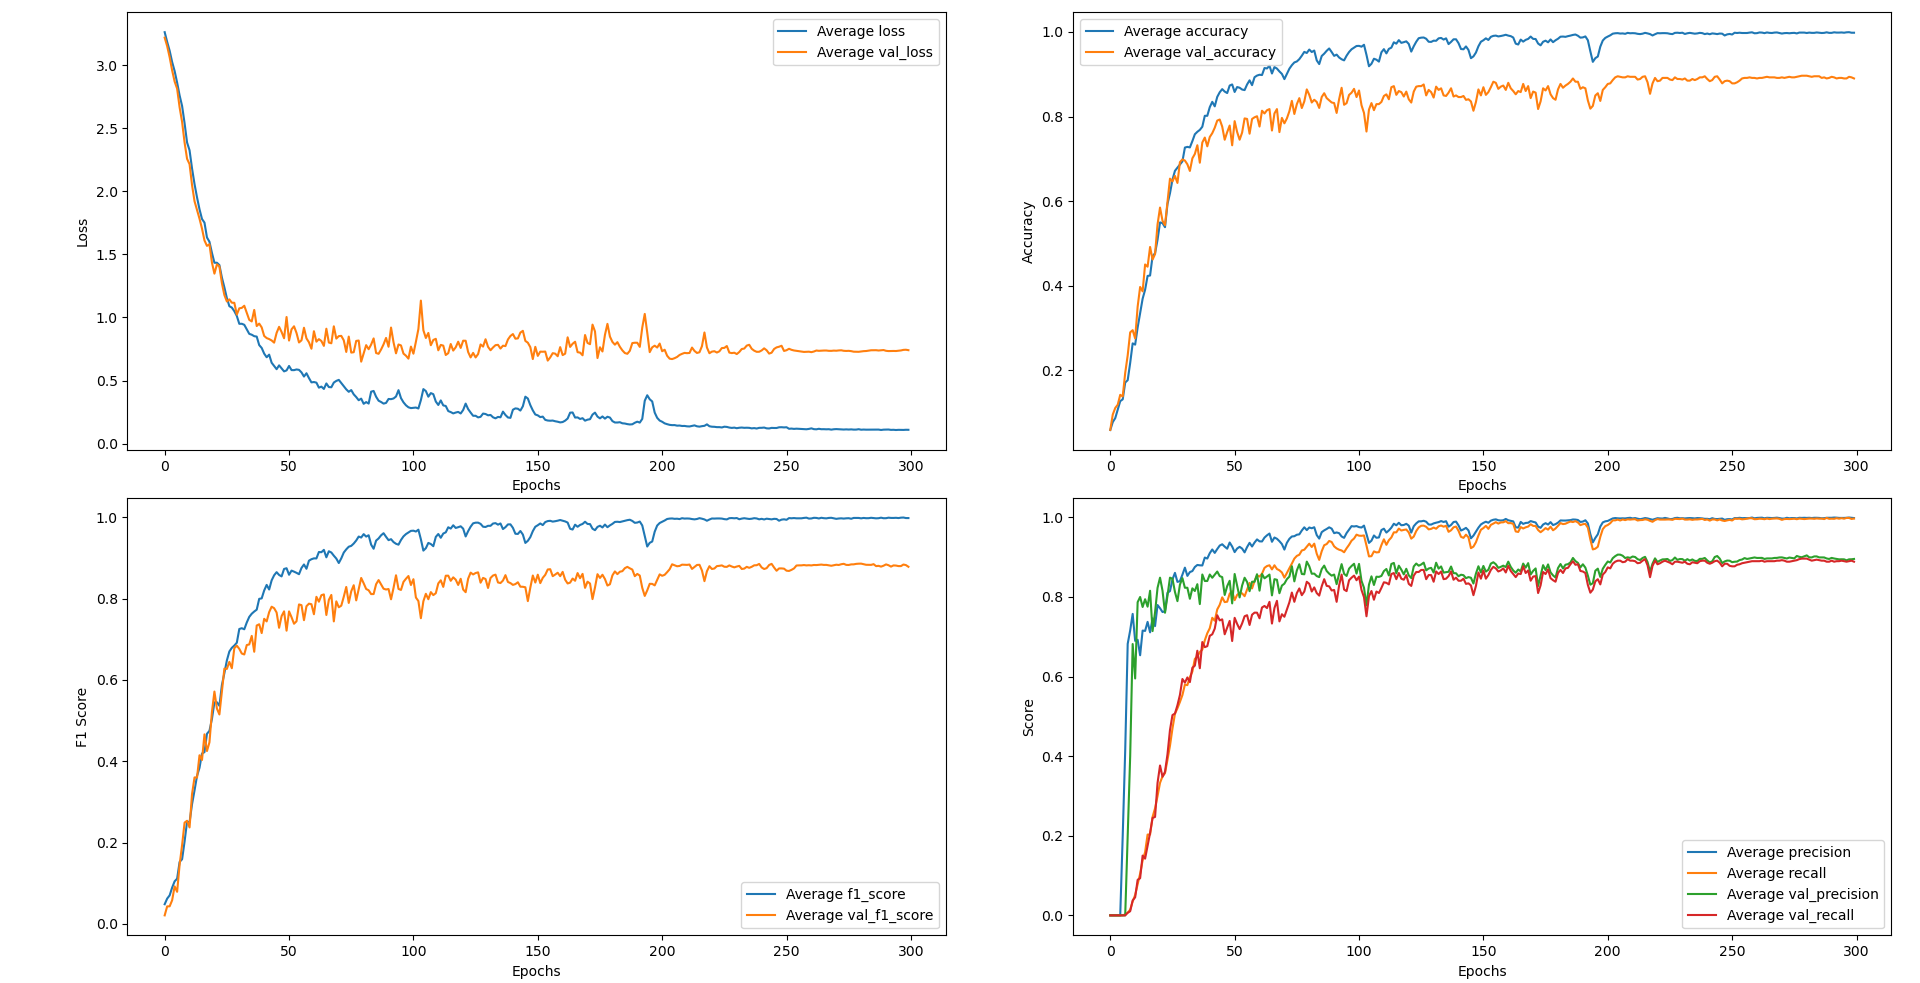 Average loss
Average val_loss
3.0
2.5
2.0
1.5
1.0
0.5
0.0
Loss
0 50 100 150 200 250 300
Epochs
Average accuracy
Average val_accuracy
1.0
0.8
0.6
0.4
0.2
Accuracy
0 50 100 150 200 250 300
Epochs
1.0
0.8
0.6
0.4
0.2
0.0
F1 Score
Average f1_score
Average val_f1_score
0 50 100 150 200 250 300
Epochs
1.0
0.8
0.6
0.4
0.2
0.0
Score
Average precision
Average recall
Average val_precision
Average val_recall
0 50 100 150 200 250 300
Epochs